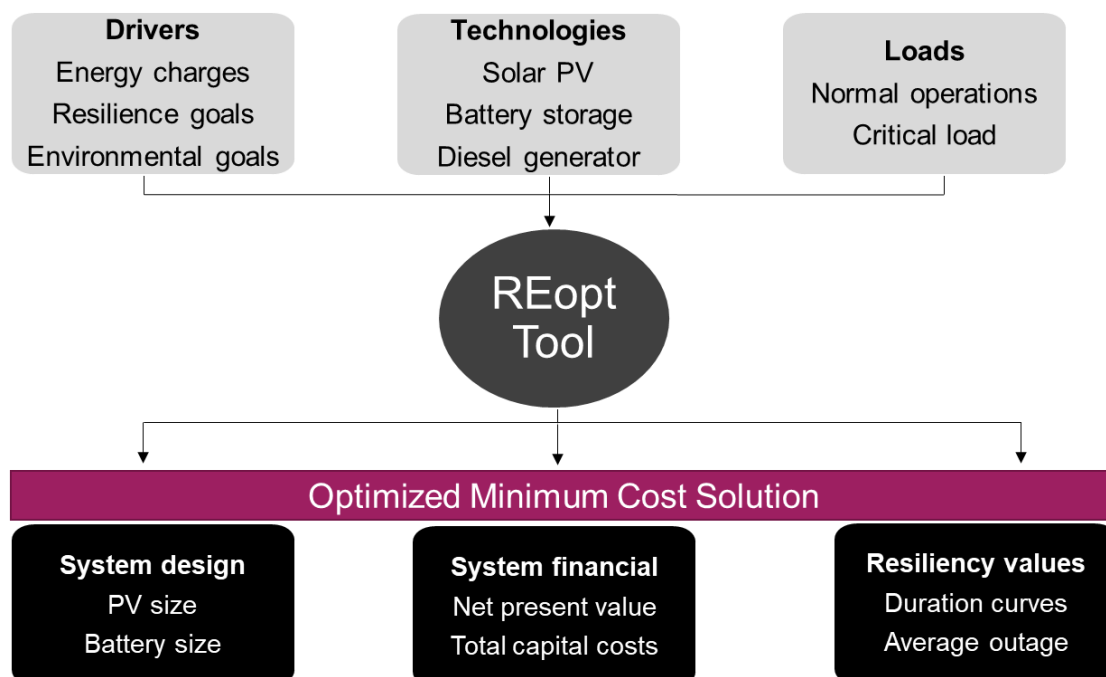 Drivers
Energy charges
Resilience goals
Environmental goals
Technologies
Solar PV
Battery storage
Diesel generator
Loads
Normal operations
Critical load
REopt
Tool
Optimized Minimum Cost Solution
System design
PV size
Battery size
System financial
Net present value
Total capital costs
Resiliency values
Duration curves
Average outage